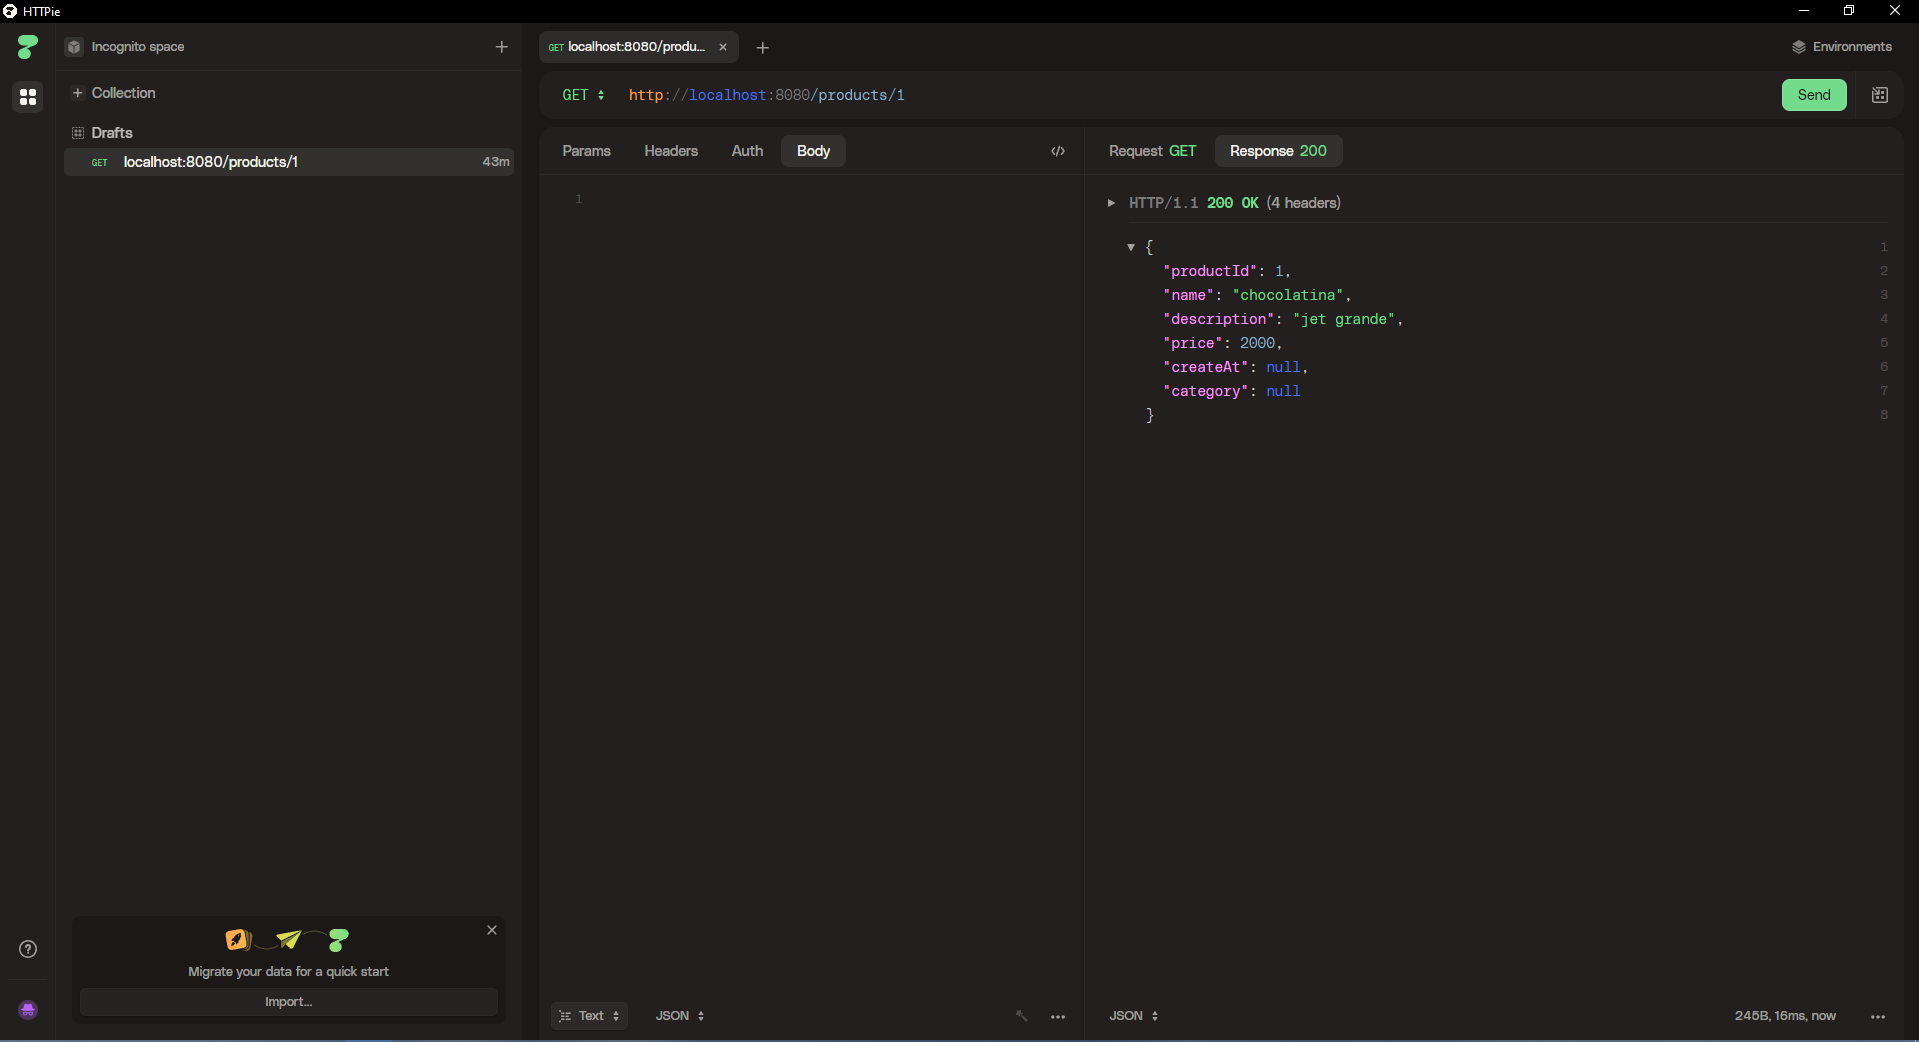 HTTPie
Incognito space
Collection
Drafts
GET localhost:8080/products/1 43m
Migrate your data for a quick start
Import...
GET localhost:8080/produ...
Environments
GET http://localhost:8080/products/1
Send
Params Headers Auth Body </>
1
Text JSON
Request GET Response 200
HTTP/1.1 200 OK (4 headers)
{ 1
"productId": 1, 2
"name": "chocolatina", 3
"description": "jet grande", 4
"price": 2000, 5
"createAt": null, 6
"category": null 7
} 8
JSON 245B, 16ms, now